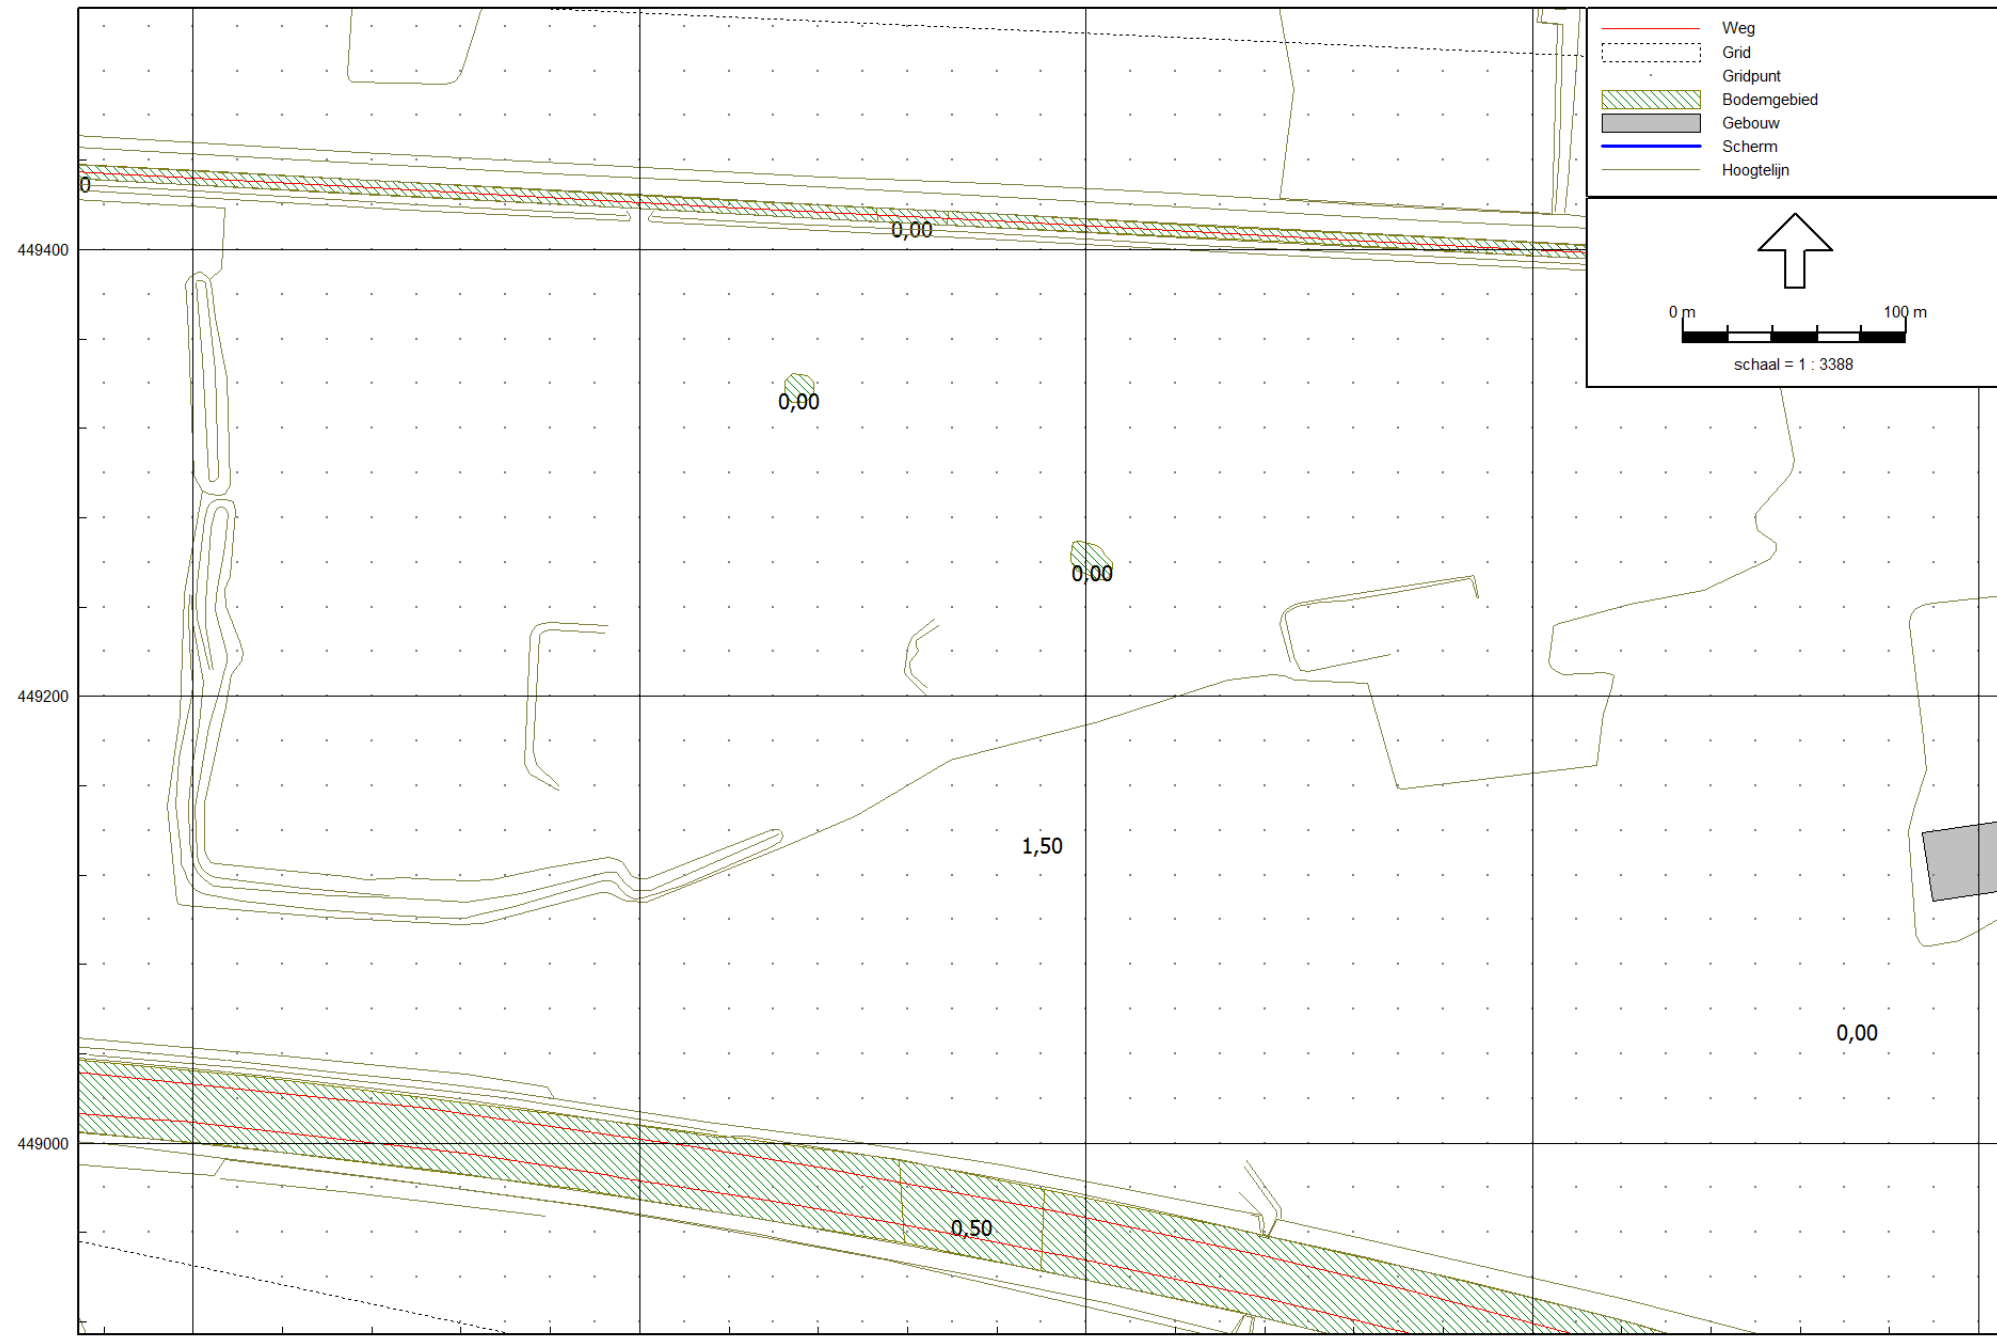 Weg
Grid
Gridpunt
Bodemgebied
Gebouw
Scherm
Hoogtelijn
0
0,00
449400
0 m 100 m
schaal = 1 : 3388
0,00
0,00
449200
1,50
0,00
449000
0,50